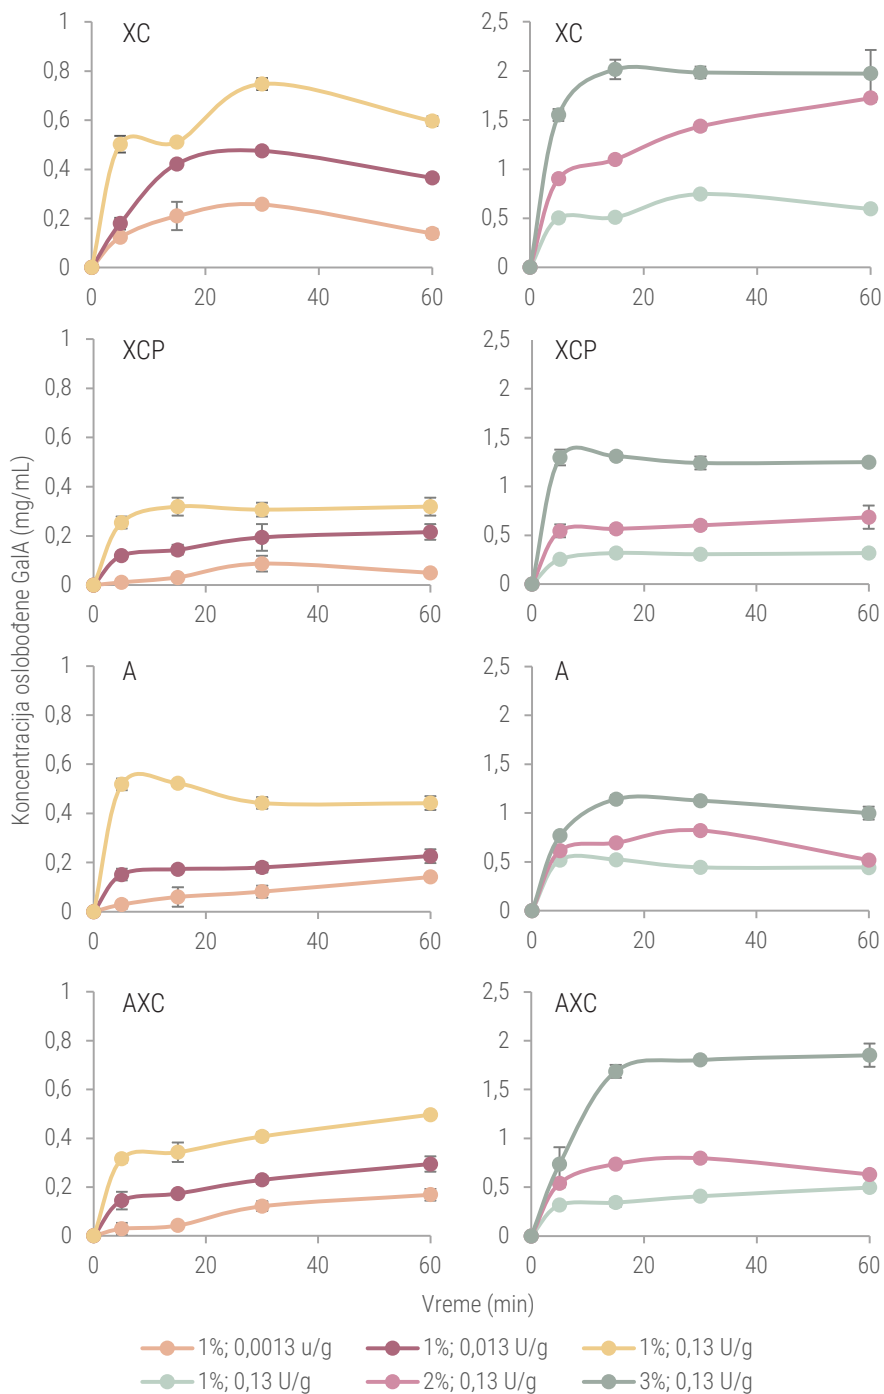 XC
1
0,8
0,6
0,4
0,2
0
0 20 40 60
XC
2,5
2
1,5
1
0,5
0
0 20 40 60
XCP
1
0,8
0,6
0,4
0,2
0
0 20 40 60
XCP
2,5
2
1,5
1
0,5
0
0 20 40 60
Koncentracija oslobođene GalA (mg/mL)
A
1
0,8
0,6
0,4
0,2
0
0 20 40 60
A
2,5
2
1,5
1
0,5
0
0 20 40 60
AXC
1
0,8
0,6
0,4
0,2
0
0 20 40 60
AXC
2,5
2
1,5
1
0,5
0
0 20 40 60
Vreme (min)
1%; 0,0013 u/g 1%; 0,013 U/g 1%; 0,13 U/g
1%; 0,13 U/g 2%; 0,13 U/g 3%; 0,13 U/g